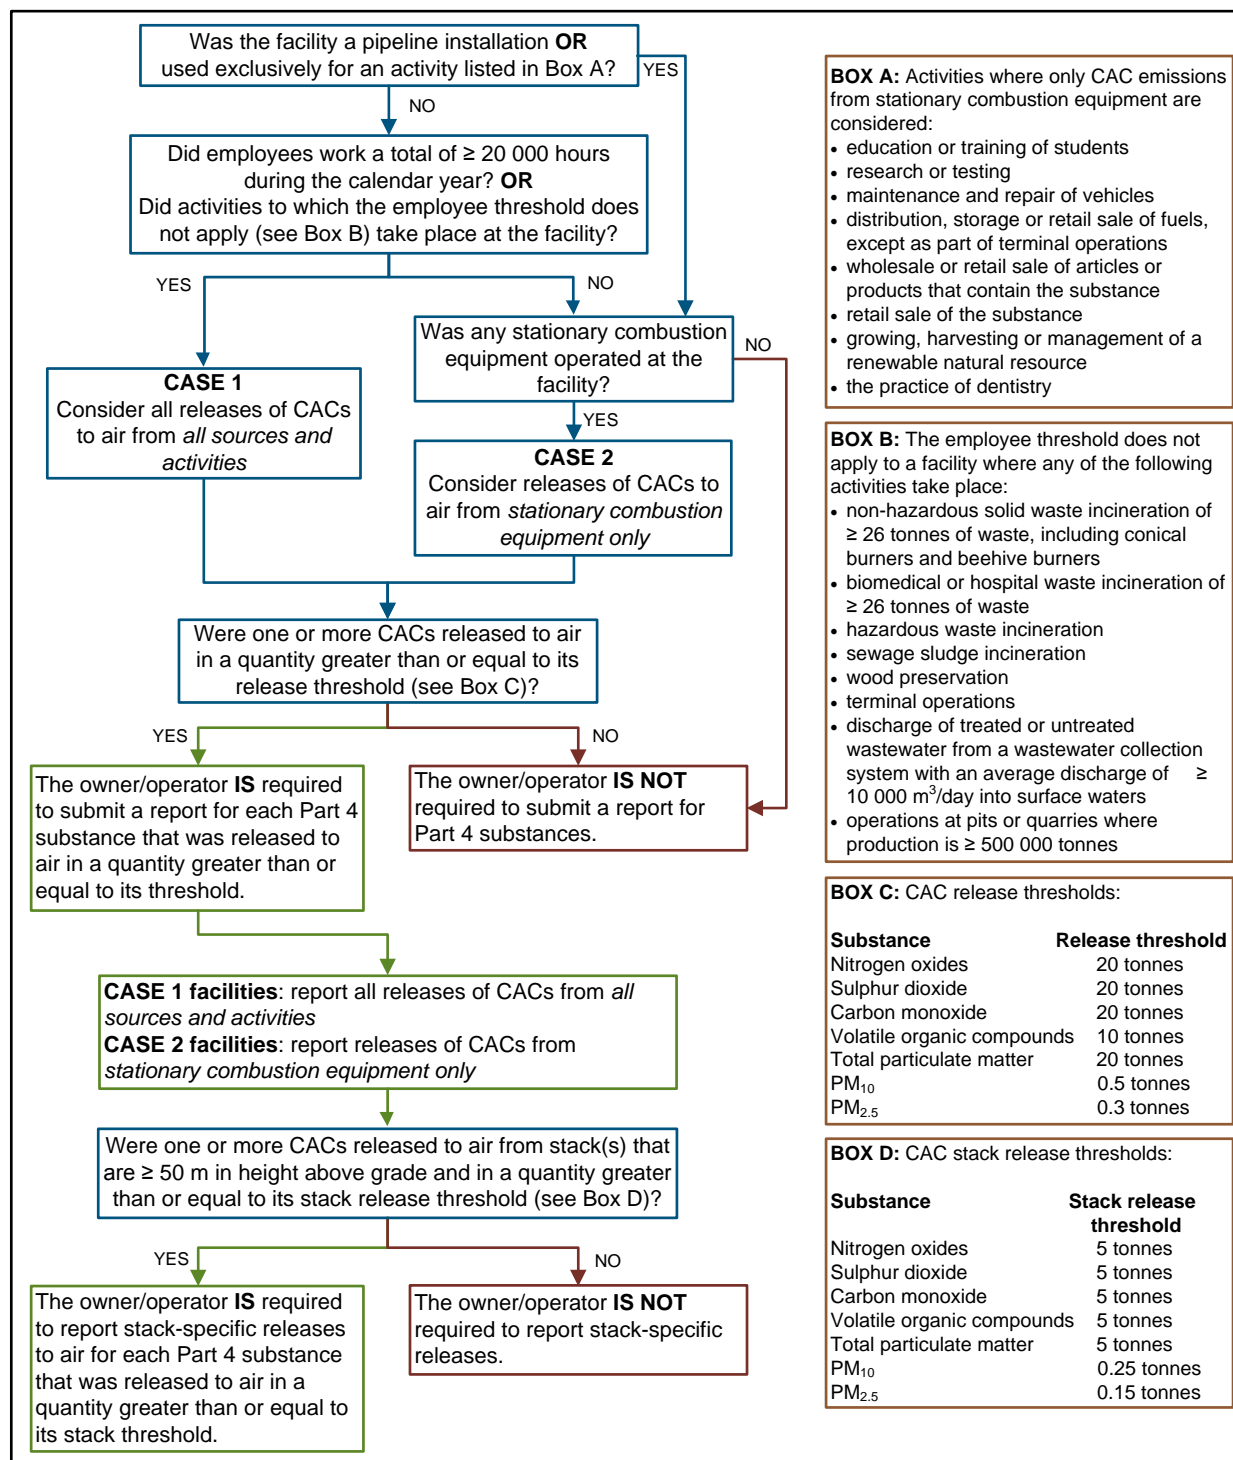 Was the facility a pipeline installation OR
used exclusively for an activity listed in Box A?
YES
NO
Did employees work a total of ≥ 20 000 hours
during the calendar year? OR
Did activities to which the employee threshold does
not apply (see Box B) take place at the facility?
YES
NO
Was any stationary combustion
equipment operated at the
facility?
NO
YES
CASE 1
Consider all releases of CACs
to air from all sources and
activities
CASE 2
Consider releases of CACs to
air from stationary combustion
equipment only
Were one or more CACs released to air
in a quantity greater than or equal to its
release threshold (see Box C)?
YES
NO
The owner/operator IS required
to submit a report for each Part 4
substance that was released to
air in a quantity greater than or
equal to its threshold.
The owner/operator IS NOT
required to submit a report for
Part 4 substances.
CASE 1 facilities: report all releases of CACs from all
sources and activities
CASE 2 facilities: report releases of CACs from
stationary combustion equipment only
Were one or more CACs released to air from stack(s) that
are ≥ 50 m in height above grade and in a quantity greater
than or equal to its stack release threshold (see Box D)?
YES
NO
The owner/operator IS required
to report stack-specific releases
to air for each Part 4 substance
that was released to air in a
quantity greater than or equal to
its stack threshold.
The owner/operator IS NOT
required to report stack-specific
releases.
BOX A: Activities where only CAC emissions
from stationary combustion equipment are
considered:
• education or training of students
• research or testing
• maintenance and repair of vehicles
• distribution, storage or retail sale of fuels,
except as part of terminal operations
• wholesale or retail sale of articles or
products that contain the substance
• retail sale of the substance
• growing, harvesting or management of a
renewable natural resource
• the practice of dentistry
BOX B: The employee threshold does not
apply to a facility where any of the following
activities take place:
• non-hazardous solid waste incineration of
≥ 26 tonnes of waste, including conical
burners and beehive burners
• biomedical or hospital waste incineration of
≥ 26 tonnes of waste
• hazardous waste incineration
• sewage sludge incineration
• wood preservation
• terminal operations
• discharge of treated or untreated
wastewater from a wastewater collection
system with an average discharge of ≥
10 000 m³/day into surface waters
• operations at pits or quarries where
production is ≥ 500 000 tonnes
BOX C: CAC release thresholds:
Substance Release threshold
Nitrogen oxides 20 tonnes
Sulphur dioxide 20 tonnes
Carbon monoxide 20 tonnes
Volatile organic compounds 10 tonnes
Total particulate matter 20 tonnes
PM₁₀ 0.5 tonnes
PM₂.₅ 0.3 tonnes
BOX D: CAC stack release thresholds:
Substance Stack release
threshold
Nitrogen oxides 5 tonnes
Sulphur dioxide 5 tonnes
Carbon monoxide 5 tonnes
Volatile organic compounds 5 tonnes
Total particulate matter 5 tonnes
PM₁₀ 0.25 tonnes
PM₂.₅ 0.15 tonnes